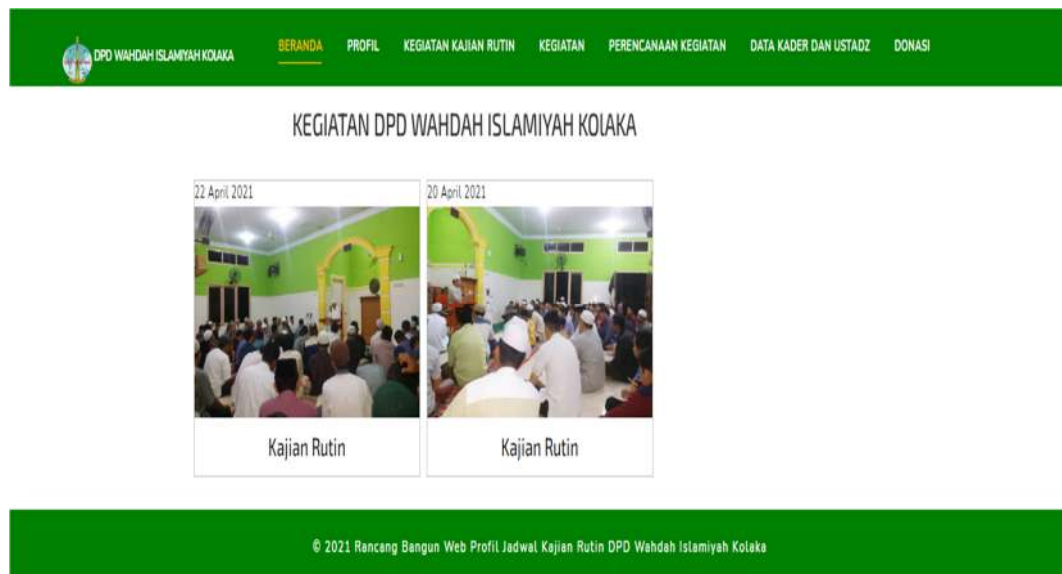 DPD WAHDAH ISLAMIYAH KOLAKA
BERANDA PROFIL KEGIATAN KAJIAN RUTIN KEGIATAN PERENCANAAN KEGIATAN DATA KADER DAN USTADZ DONASI
KEGIATAN DPD WAHDAH ISLAMIYAH KOLAKA
22 April 2021
Kajian Rutin
20 April 2021
Kajian Rutin
© 2021 Rancang Bangun Web Profil Jadwal Kajian Rutin DPD Wahdah Islamiyah Kolaka